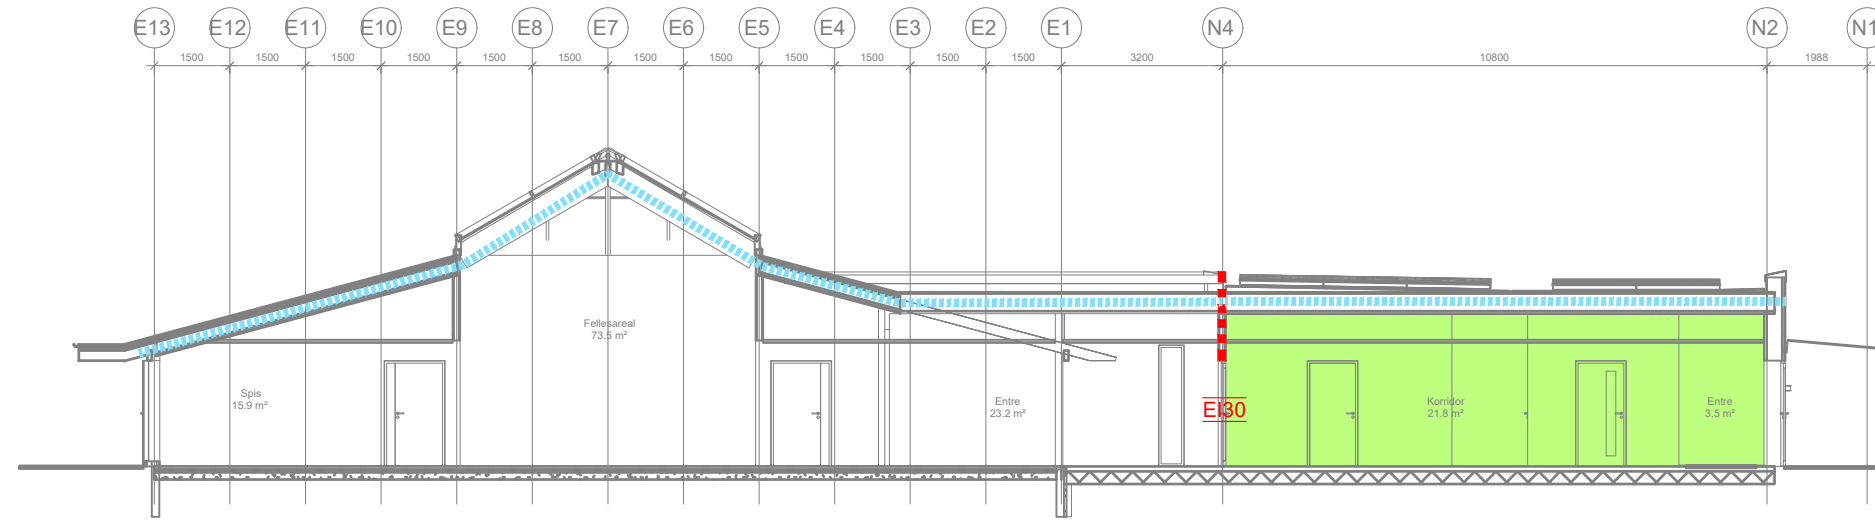 E13 E12 E11 E10 E9 E8 E7 E6 E5 E4 E3 E2 E1 N4 N2 N1
1500 1500 1500 1500 1500 1500 1500 1500 1500 1500 1500 1500 3200 10800 1988
Fellesareal
73.5 m²
Spis
15.9 m²
Entre
23.2 m²
EI30
Korridor
21.8 m²
Entre
3.5 m²